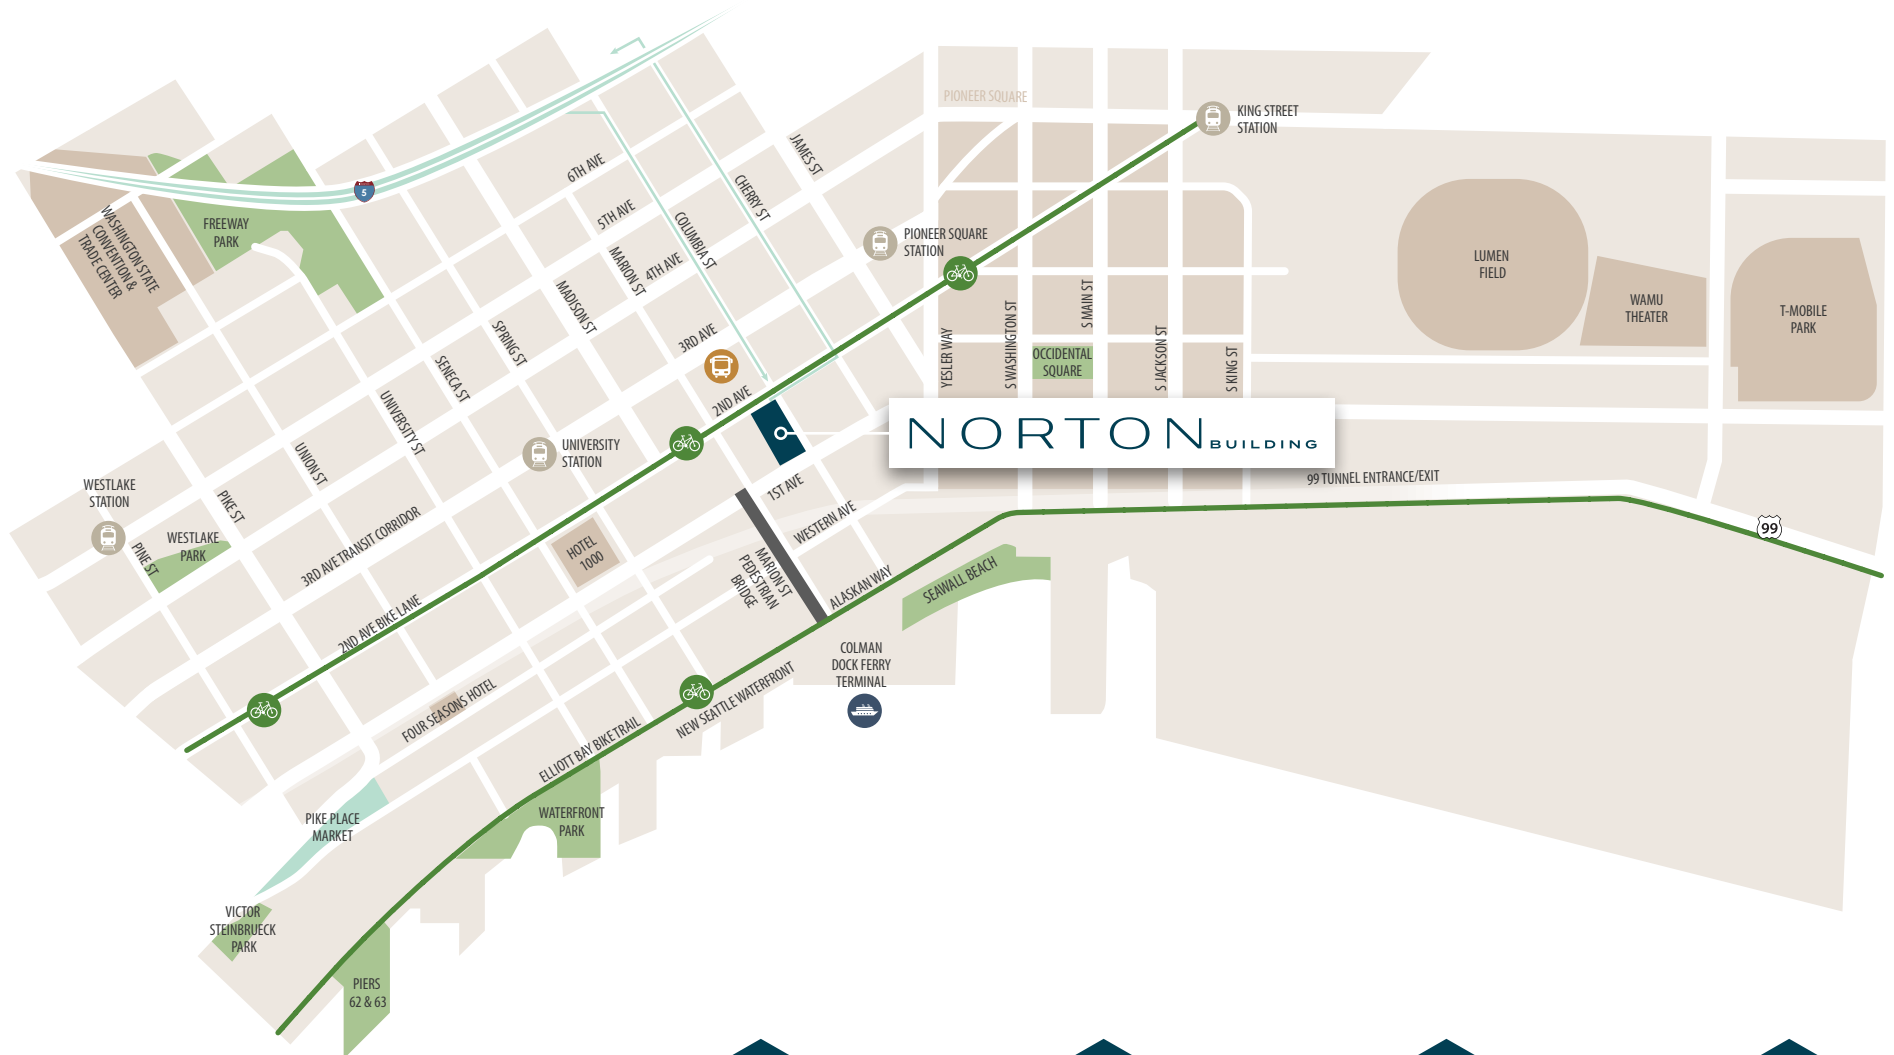 PIONEER SQUARE
KING STREET
STATION
JAMES ST
6TH AVE
CHERRY ST
5
5TH AVE
COLUMBIA ST
FREEWAY
PARK
WASHINGTON STATE
CONVENTION &
TRADE CENTER
MARION ST
4TH AVE
PIONEER SQUARE
STATION
LUMEN
FIELD
WAMU
THEATER
T-MOBILE
PARK
MADISON ST
SPRING ST
3RD AVE
YESLER WAY
S WASHINGTON ST
S MAIN ST
OCCIDENTAL
SQUARE
S JACKSON ST
S KING ST
SENECA ST
UNIVERSITY ST
2ND AVE
NORTON BUILDING
UNION ST
UNIVERSITY
STATION
WESTLAKE
STATION
PIKE ST
1ST AVE
99 TUNNEL ENTRANCE/EXIT
99
WESTERN AVE
WESTLAKE
PARK
PINE ST
3RD AVE TRANSIT CORRIDOR
HOTEL
1000
MARION ST
PEDESTRIAN
BRIDGE
ALASKAN WAY
SEAWALL BEACH
2ND AVE BIKE LANE
COLMAN
DOCK FERRY
TERMINAL
FOUR SEASONS HOTEL
NEW SEATTLE WATERFRONT
ELLIOTT BAY BIKE TRAIL
PIKE PLACE
MARKET
WATERFRONT
PARK
VICTOR
STEINBRUECK
PARK
PIERS
62 & 63